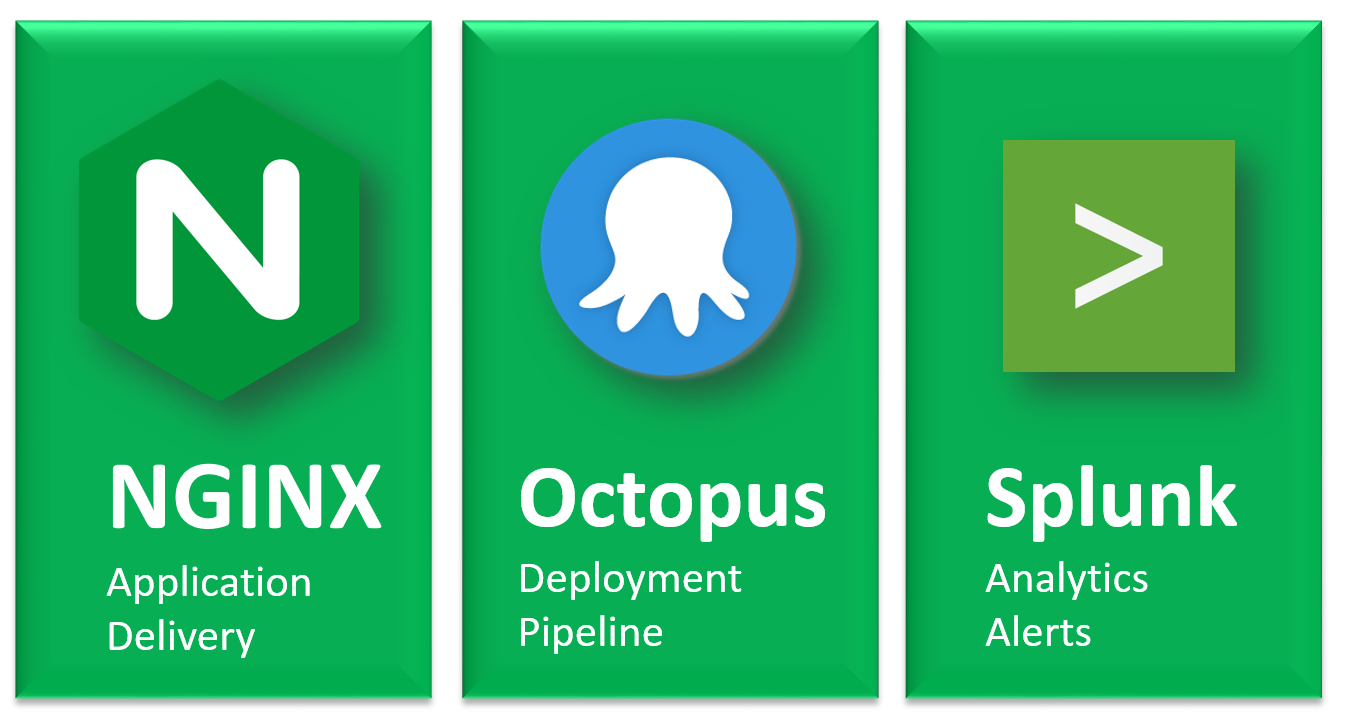 N
NGINX
Application
Delivery
Octopus
Deployment
Pipeline
>
Splunk
Analytics
Alerts